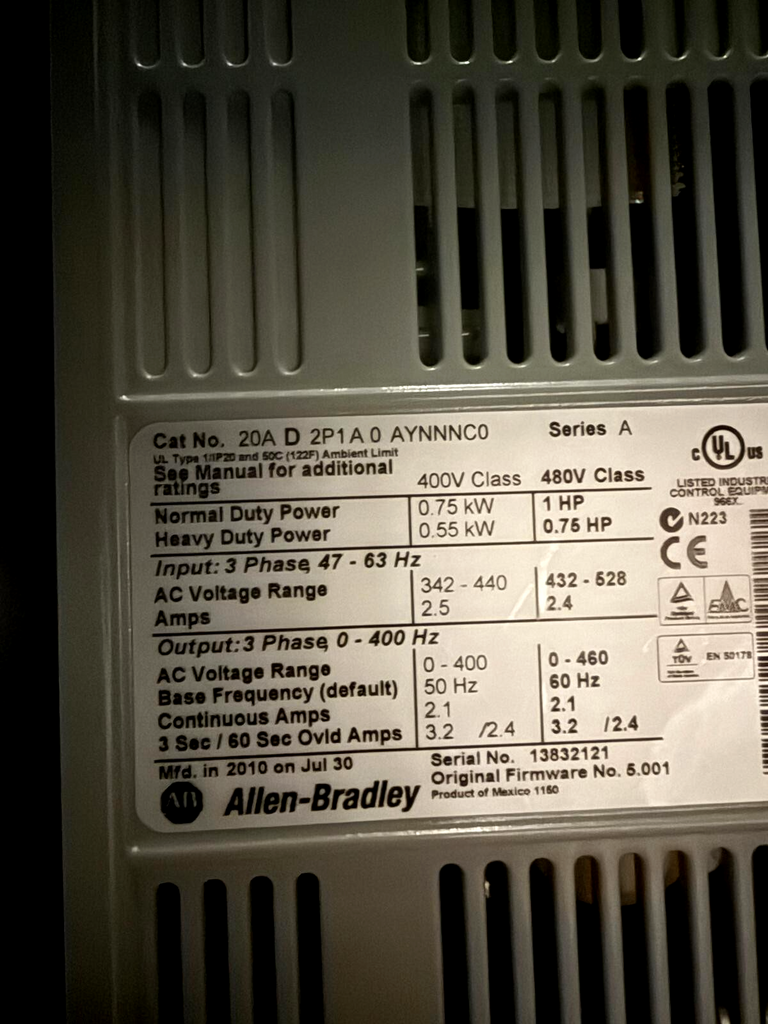 Cat No. 20A D 2P1A 0 AYNNNC0 Series A
UL Type 1/IP20 and 50C (122F) Ambient Limit
See Manual for additional
ratings 400V Class 480V Class
Normal Duty Power 0.75 kW 1 HP
Heavy Duty Power 0.55 kW 0.75 HP
Input: 3 Phase, 47 - 63 Hz
AC Voltage Range 342 - 440 432 - 528
Amps 2.5 2.4
Output: 3 Phase, 0 - 400 Hz
AC Voltage Range 0 - 400 0 - 460
Base Frequency (default) 50 Hz 60 Hz
Continuous Amps 2.1 2.1
3 Sec / 60 Sec Ovld Amps 3.2 /2.4 3.2 /2.4
Mfd. in 2010 on Jul 30
Serial No. 13832121
Original Firmware No. 5.001
Product of Mexico 1150
AB Allen-Bradley
C UL US
LISTED INDUSTR
CONTROL EQUIPM
966X
N223
CE
EMC
TÜV
EN 50178